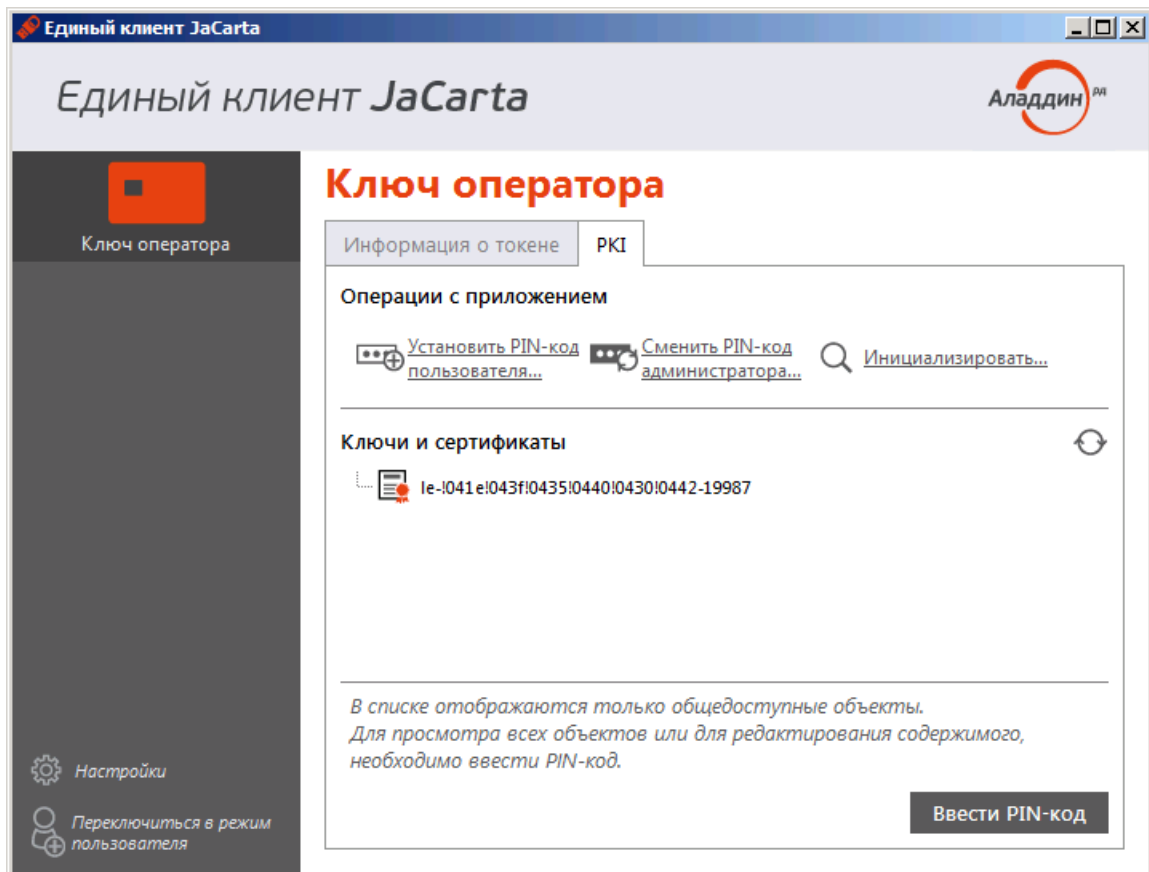 Единый клиент JaCarta
Единый клиент JaCarta
Аладдин РД
Ключ оператора
Ключ оператора
Информация о токене
PKI
Операции с приложением
Установить PIN-код
пользователя...
Сменить PIN-код
администратора...
Инициализировать...
Ключи и сертификаты
le-!041e!043f!0435!0440!0430!0442-19987
В списке отображаются только общедоступные объекты.
Для просмотра всех объектов или для редактирования содержимого,
необходимо ввести PIN-код.
Настройки
Переключиться в режим
пользователя
Ввести PIN-код